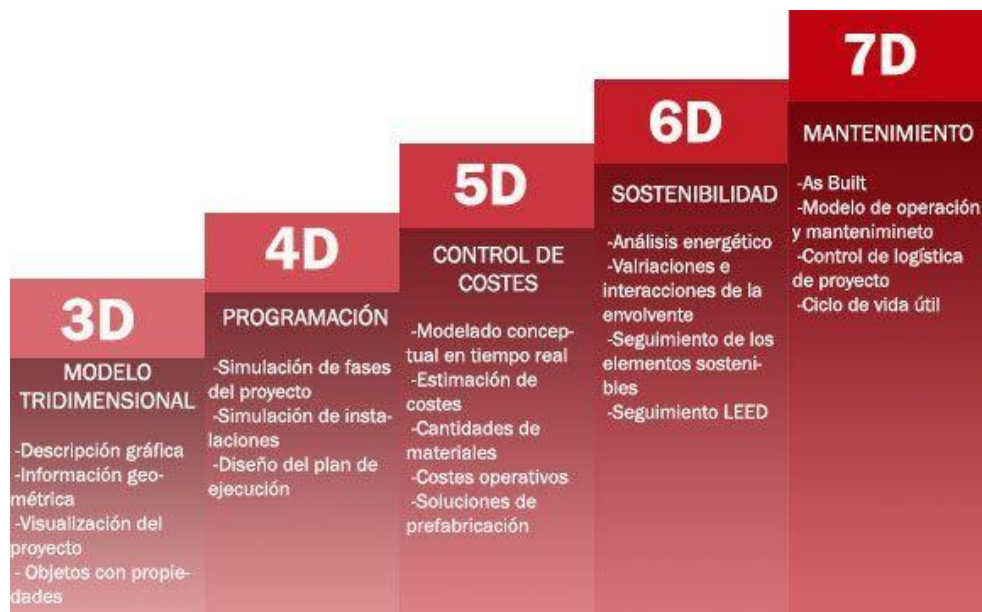 3D
MODELO
TRIDIMENSIONAL
-Descripción gráfica
-Información geo-
métrica
-Visualización del
proyecto
- Objetos con propie-
dades
4D
PROGRAMACIÓN
-Simulación de fases
del proyecto
-Simulación de insta-
laciones
-Diseño del plan de
ejecución
5D
CONTROL DE
COSTES
-Modelado concep-
tual en tiempo real
-Estimación de
costes
-Cantidades de
materiales
-Costes operativos
-Soluciones de
prefabricación
6D
SOSTENIBILIDAD
-Análisis energético
-Valriaciones e
interacciones de la
envolvente
-Seguimiento de los
elementos sosteni-
bles
-Seguimiento LEED
7D
MANTENIMIENTO
-As Built
-Modelo de operación
y mantenimineto
-Control de logística
de proyecto
-Ciclo de vida útil